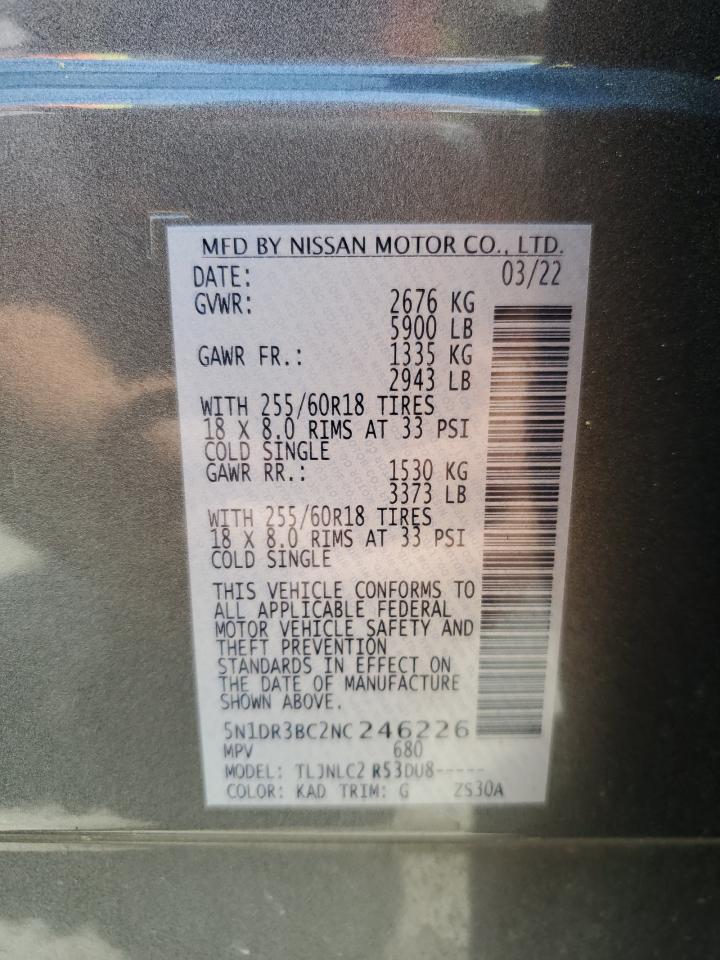 MFD BY NISSAN MOTOR CO., LTD.
DATE: 03/22
GVWR: 2676 KG
5900 LB
GAWR FR.: 1335 KG
2943 LB
WITH 255/60R18 TIRES
18 X 8.0 RIMS AT 33 PSI
COLD SINGLE
GAWR RR.: 1530 KG
3373 LB
WITH 255/60R18 TIRES
18 X 8.0 RIMS AT 33 PSI
COLD SINGLE
THIS VEHICLE CONFORMS TO
ALL APPLICABLE FEDERAL
MOTOR VEHICLE SAFETY AND
THEFT PREVENTION
STANDARDS IN EFFECT ON
THE DATE OF MANUFACTURE
SHOWN ABOVE.
5N1DR3BC2NC246226
MPV 680
MODEL: TLJNLC2 R53DU8-----
COLOR: KAD TRIM: G ZS30A